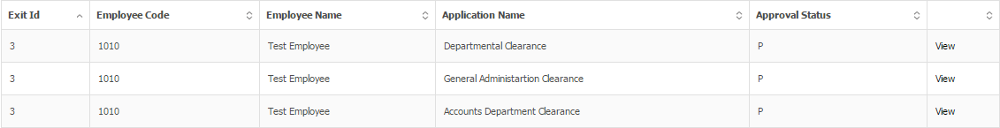 Exit Id Employee Code Employee Name Application Name Approval Status
3 1010 Test Employee Departmental Clearance P View
3 1010 Test Employee General Administartion Clearance P View
3 1010 Test Employee Accounts Department Clearance P View